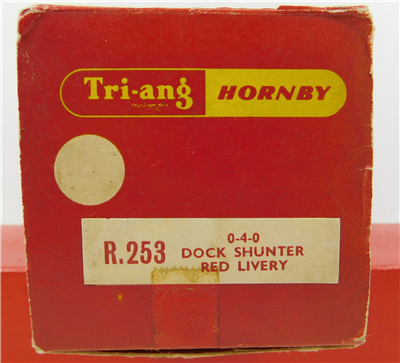 Tri-ang HORNBY
R.253 0-4-0
DOCK SHUNTER
RED LIVERY